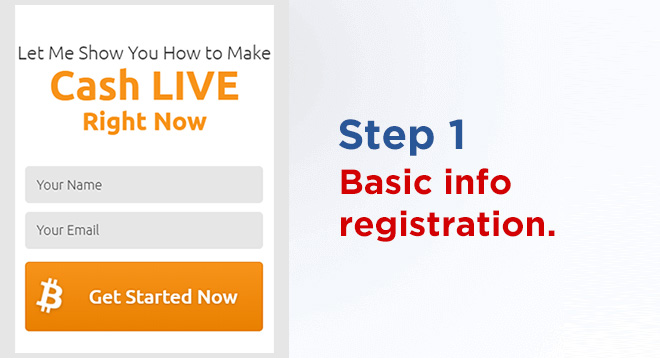 Let Me Show You How to Make
Cash LIVE
Right Now
Your Name
Your Email
Get Started Now
Step 1
Basic info
registration.